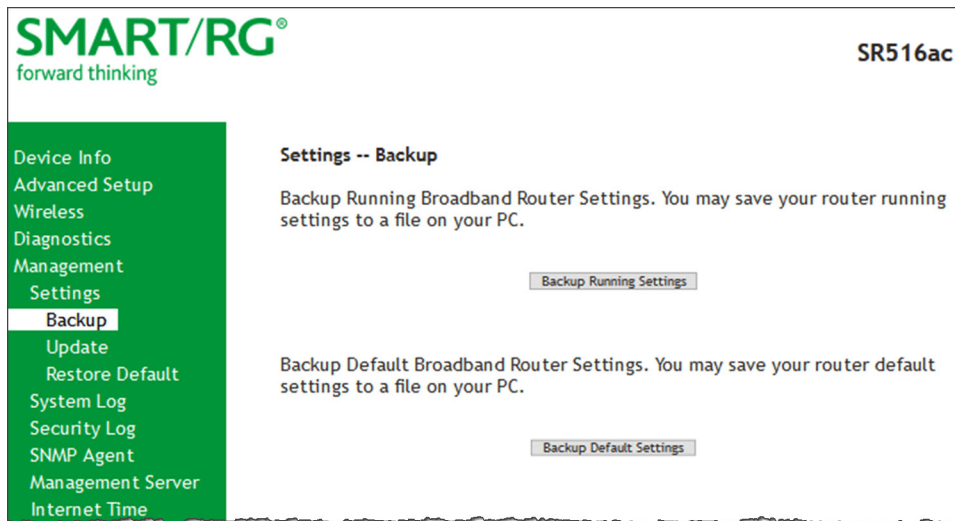 SMART/RG®
forward thinking
SR516ac
Device Info
Advanced Setup
Wireless
Diagnostics
Management
Settings
Backup
Update
Restore Default
System Log
Security Log
SNMP Agent
Management Server
Internet Time
Settings -- Backup
Backup Running Broadband Router Settings. You may save your router running
settings to a file on your PC.
Backup Running Settings
Backup Default Broadband Router Settings. You may save your router default
settings to a file on your PC.
Backup Default Settings